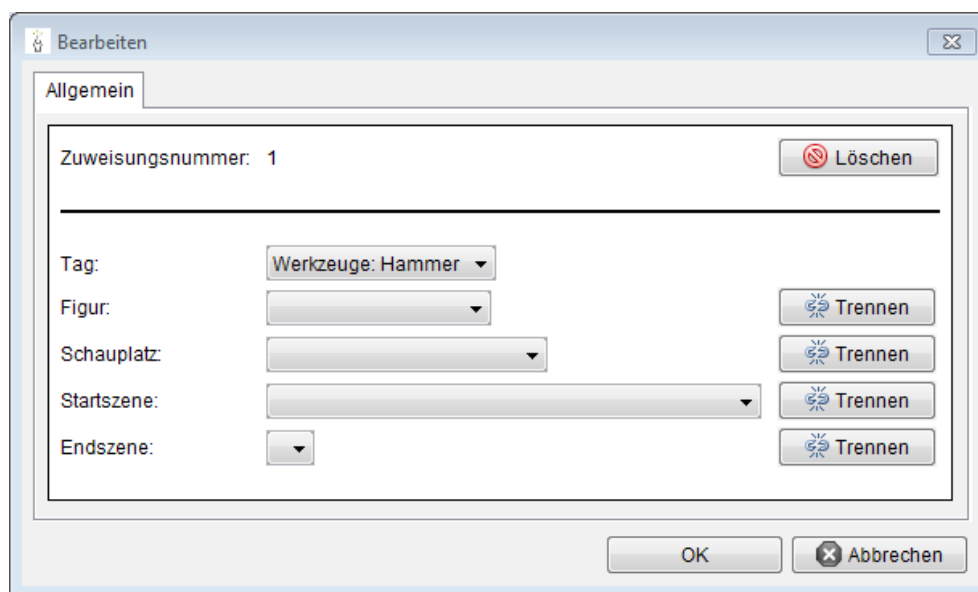 Bearbeiten
Allgemein
Zuweisungsnummer: 1 Löschen
Tag: Werkzeuge: Hammer
Figur: Trennen
Schauplatz: Trennen
Startszene: Trennen
Endszene: Trennen
OK Abbrechen